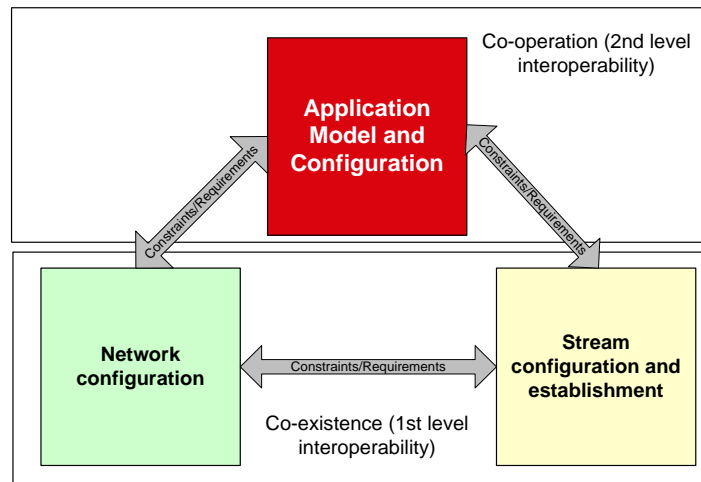 Co-operation (2nd level
interoperability)
Application
Model and
Configuration
Constraints/Requirements
Constraints/Requirements
Network
configuration
Constraints/Requirements
Stream
configuration and
establishment
Co-existence (1st level
interoperability)